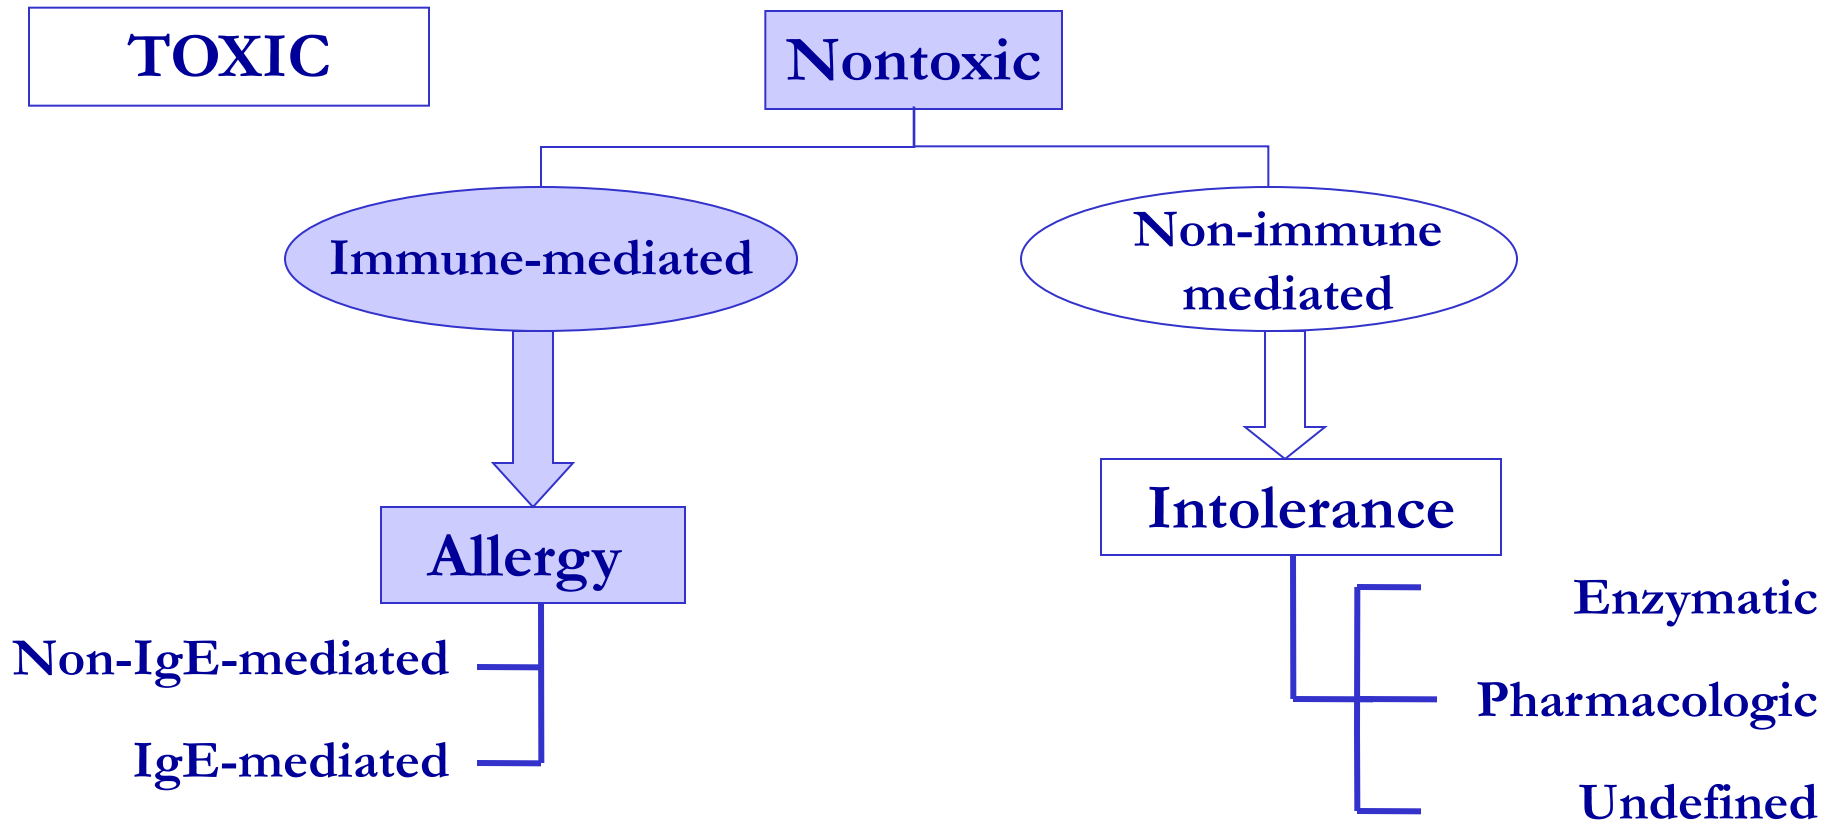 TOXIC
Nontoxic
Immune-mediated
Non-immune
mediated
Allergy
Intolerance
Non-IgE-mediated
IgE-mediated
Enzymatic
Pharmacologic
Undefined